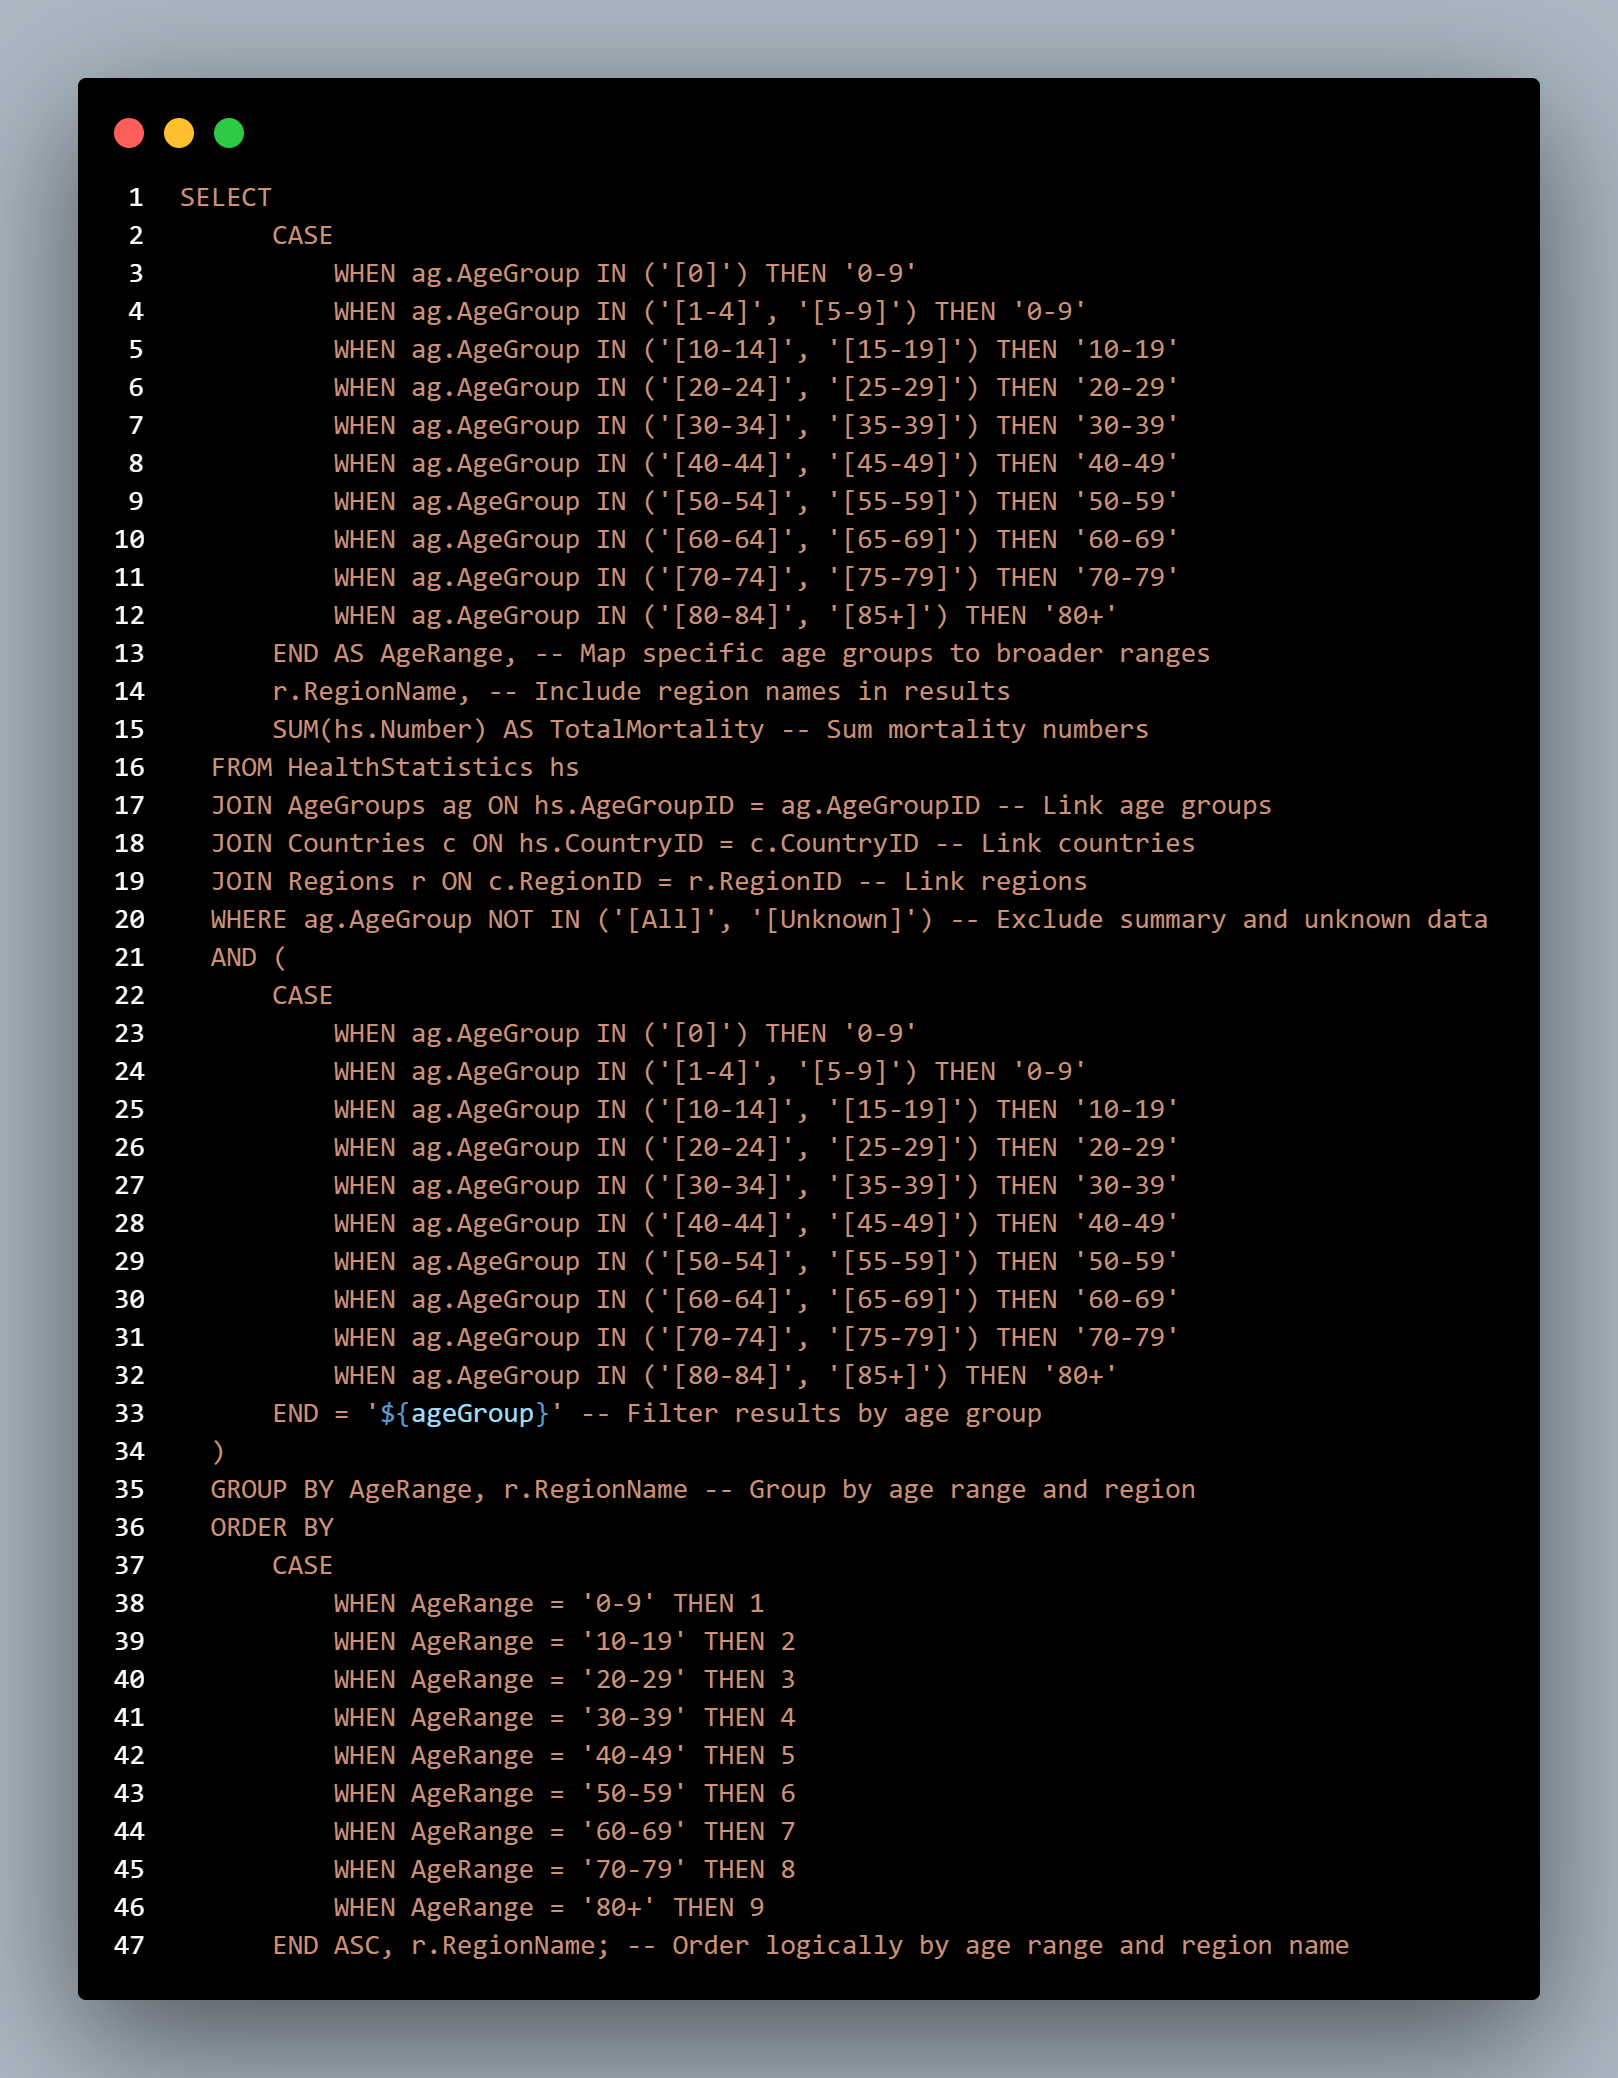 1 SELECT
2 CASE
3 WHEN ag.AgeGroup IN ('[0]') THEN '0-9'
4 WHEN ag.AgeGroup IN ('[1-4]', '[5-9]') THEN '0-9'
5 WHEN ag.AgeGroup IN ('[10-14]', '[15-19]') THEN '10-19'
6 WHEN ag.AgeGroup IN ('[20-24]', '[25-29]') THEN '20-29'
7 WHEN ag.AgeGroup IN ('[30-34]', '[35-39]') THEN '30-39'
8 WHEN ag.AgeGroup IN ('[40-44]', '[45-49]') THEN '40-49'
9 WHEN ag.AgeGroup IN ('[50-54]', '[55-59]') THEN '50-59'
10 WHEN ag.AgeGroup IN ('[60-64]', '[65-69]') THEN '60-69'
11 WHEN ag.AgeGroup IN ('[70-74]', '[75-79]') THEN '70-79'
12 WHEN ag.AgeGroup IN ('[80-84]', '[85+]') THEN '80+'
13 END AS AgeRange, -- Map specific age groups to broader ranges
14 r.RegionName, -- Include region names in results
15 SUM(hs.Number) AS TotalMortality -- Sum mortality numbers
16 FROM HealthStatistics hs
17 JOIN AgeGroups ag ON hs.AgeGroupID = ag.AgeGroupID -- Link age groups
18 JOIN Countries c ON hs.CountryID = c.CountryID -- Link countries
19 JOIN Regions r ON c.RegionID = r.RegionID -- Link regions
20 WHERE ag.AgeGroup NOT IN ('[All]', '[Unknown]') -- Exclude summary and unknown data
21 AND (
22 CASE
23 WHEN ag.AgeGroup IN ('[0]') THEN '0-9'
24 WHEN ag.AgeGroup IN ('[1-4]', '[5-9]') THEN '0-9'
25 WHEN ag.AgeGroup IN ('[10-14]', '[15-19]') THEN '10-19'
26 WHEN ag.AgeGroup IN ('[20-24]', '[25-29]') THEN '20-29'
27 WHEN ag.AgeGroup IN ('[30-34]', '[35-39]') THEN '30-39'
28 WHEN ag.AgeGroup IN ('[40-44]', '[45-49]') THEN '40-49'
29 WHEN ag.AgeGroup IN ('[50-54]', '[55-59]') THEN '50-59'
30 WHEN ag.AgeGroup IN ('[60-64]', '[65-69]') THEN '60-69'
31 WHEN ag.AgeGroup IN ('[70-74]', '[75-79]') THEN '70-79'
32 WHEN ag.AgeGroup IN ('[80-84]', '[85+]') THEN '80+'
33 END = '${ageGroup}' -- Filter results by age group
34 )
35 GROUP BY AgeRange, r.RegionName -- Group by age range and region
36 ORDER BY
37 CASE
38 WHEN AgeRange = '0-9' THEN 1
39 WHEN AgeRange = '10-19' THEN 2
40 WHEN AgeRange = '20-29' THEN 3
41 WHEN AgeRange = '30-39' THEN 4
42 WHEN AgeRange = '40-49' THEN 5
43 WHEN AgeRange = '50-59' THEN 6
44 WHEN AgeRange = '60-69' THEN 7
45 WHEN AgeRange = '70-79' THEN 8
46 WHEN AgeRange = '80+' THEN 9
47 END ASC, r.RegionName; -- Order logically by age range and region name